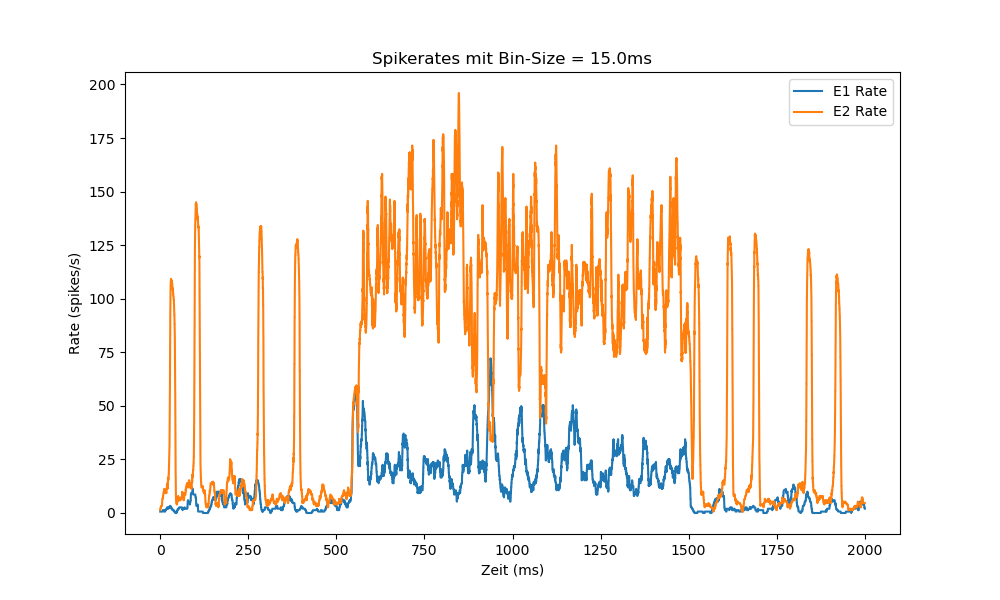 Spikerates mit Bin-Size = 15.0ms
E1 Rate
E2 Rate
200
175
150
125
100
75
50
25
0
Rate (spikes/s)
0 250 500 750 1000 1250 1500 1750 2000
Zeit (ms)